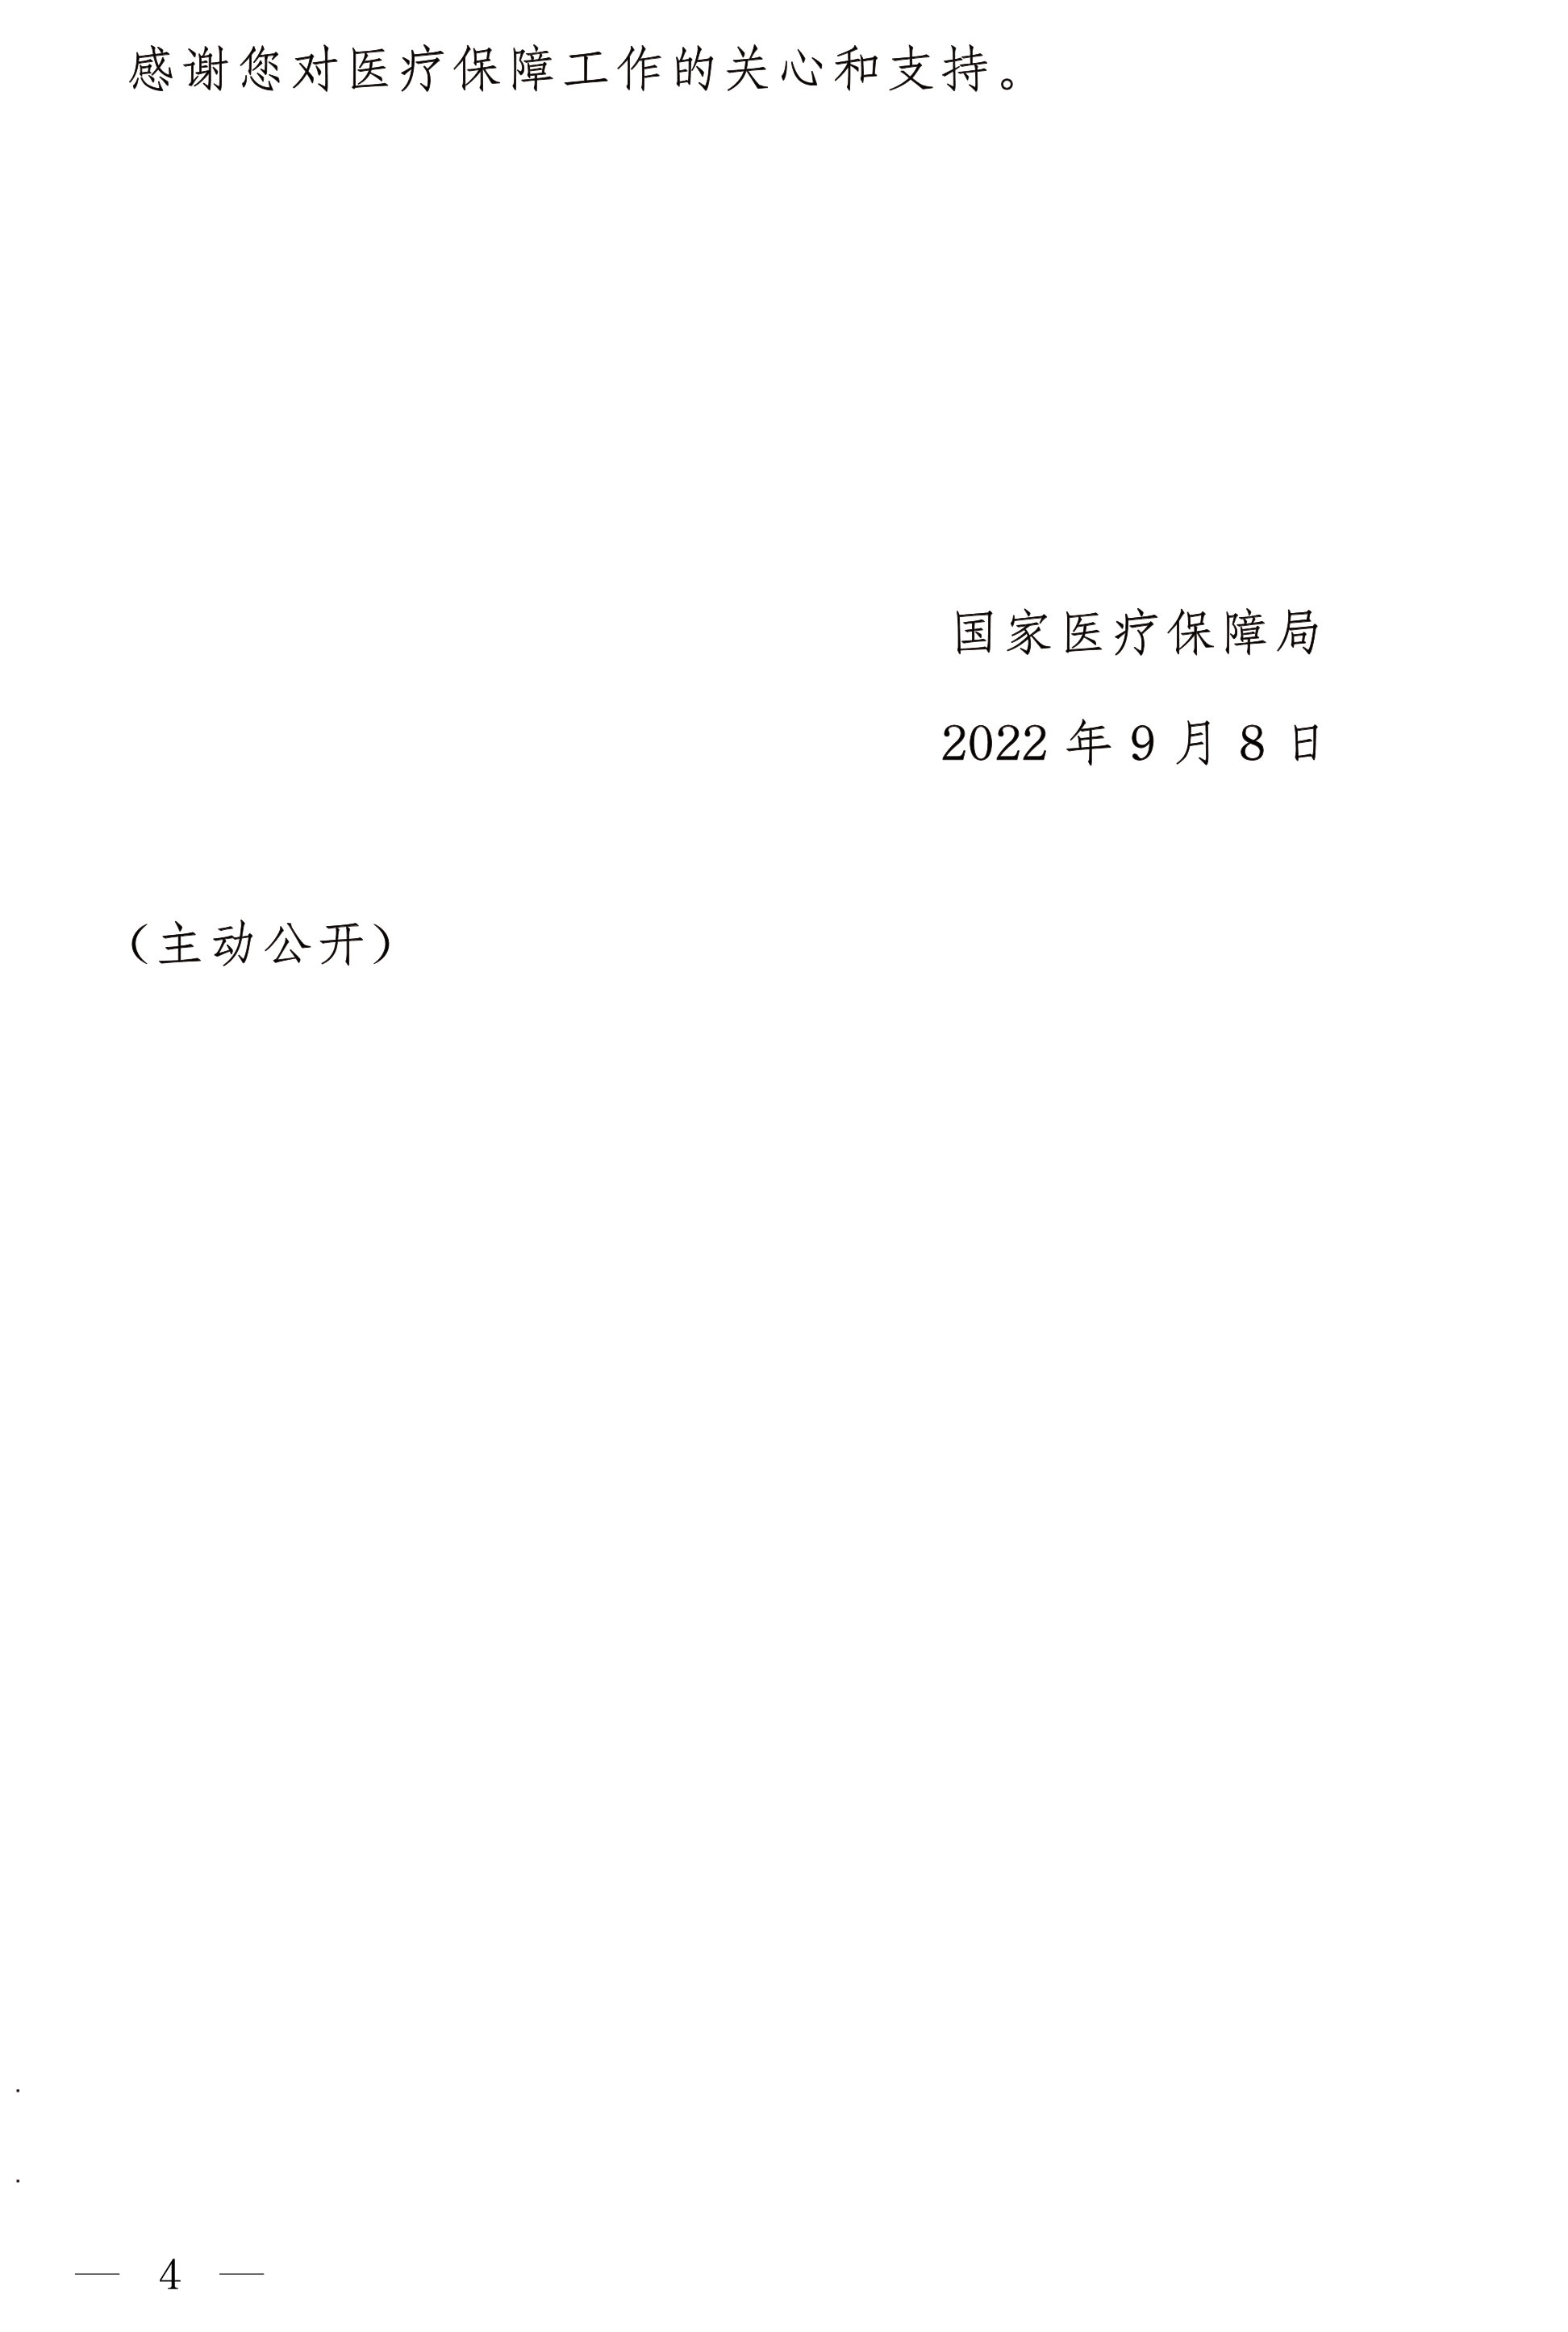 感谢您对医疗保障工作的关心和支持。
国家医疗保障局
2022 年 9 月 8 日
（主动公开）
— 4 —